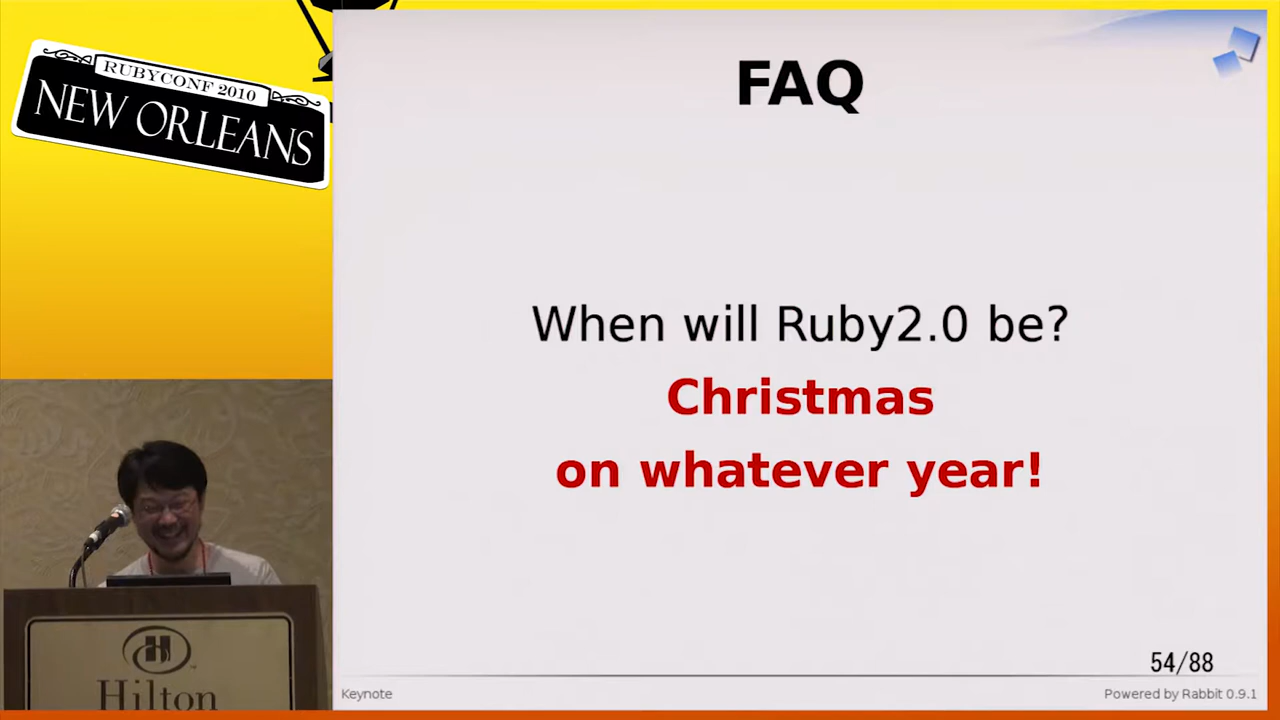 RUBYCONF 2010
NEW ORLEANS
FAQ
When will Ruby2.0 be?
Christmas
on whatever year!
54/88
Keynote
Powered by Rabbit 0.9.1
H
Hilton